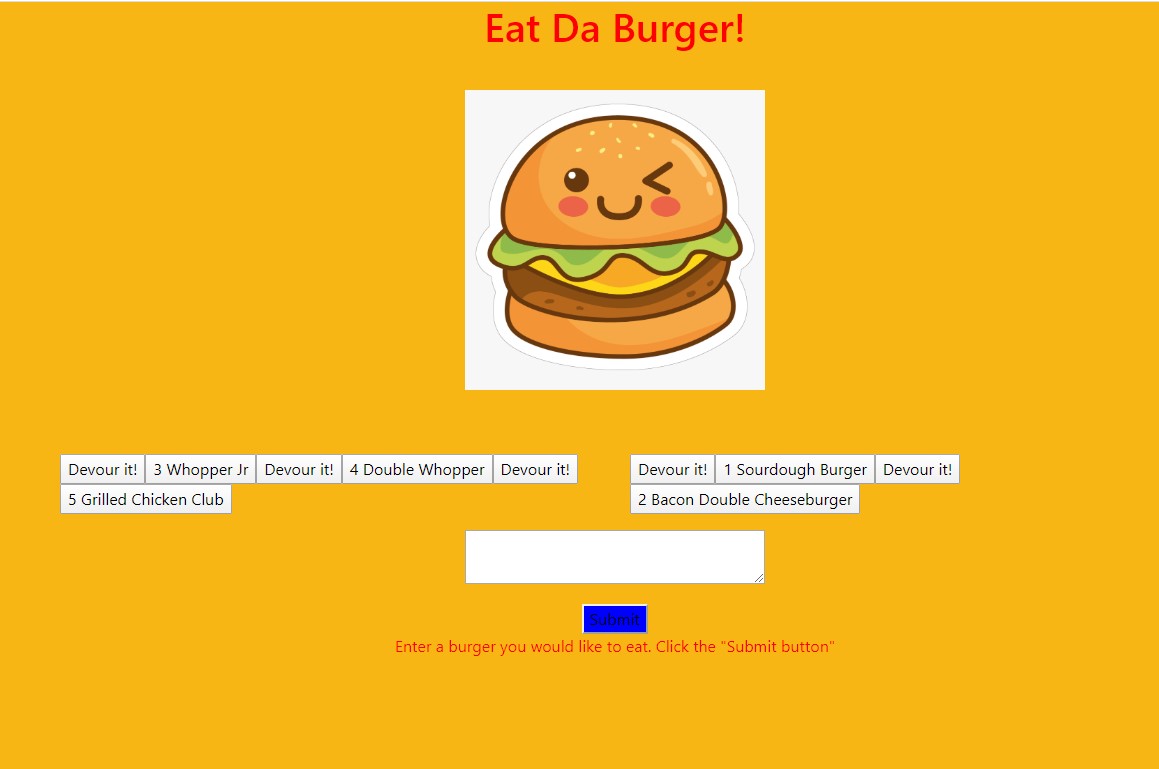 Eat Da Burger!
Devour it! 3 Whopper Jr Devour it! 4 Double Whopper Devour it!
5 Grilled Chicken Club
Devour it! 1 Sourdough Burger Devour it!
2 Bacon Double Cheeseburger
Submit
Enter a burger you would like to eat. Click the "Submit button"